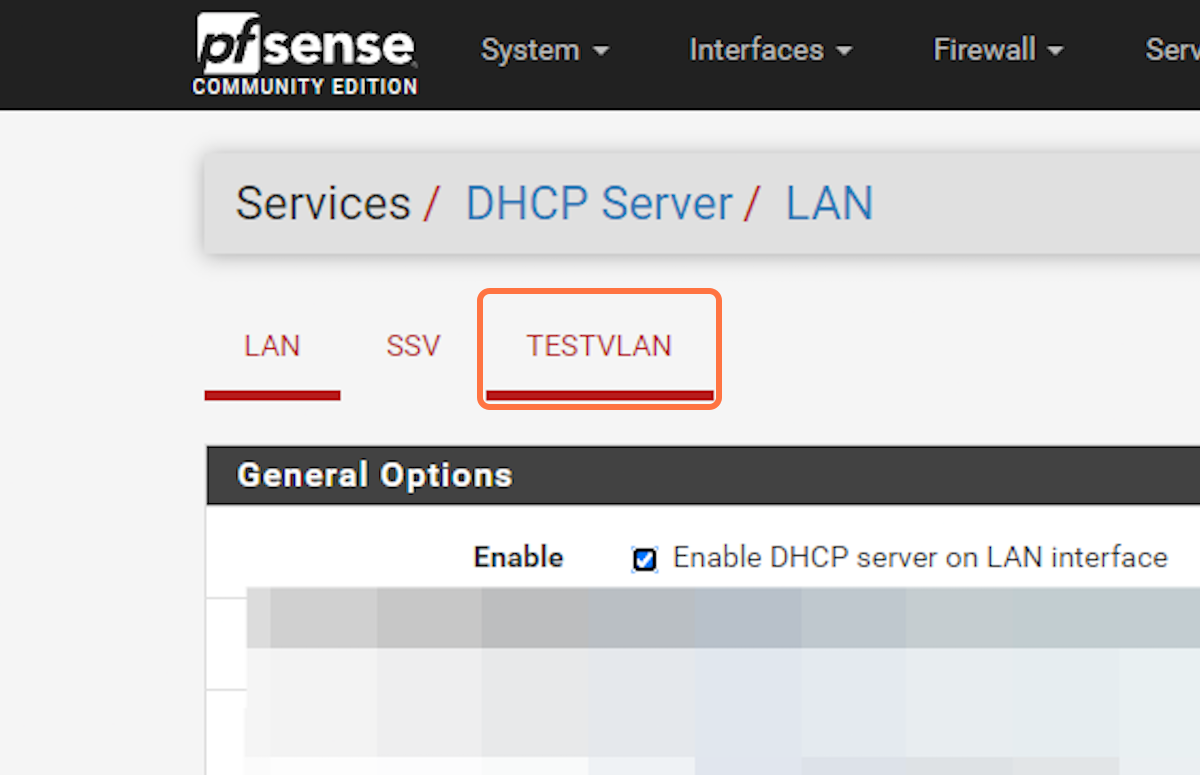 pfsense
COMMUNITY EDITION
System Interfaces Firewall
Services / DHCP Server / LAN
LAN SSV TESTVLAN
General Options
Enable Enable DHCP server on LAN interface